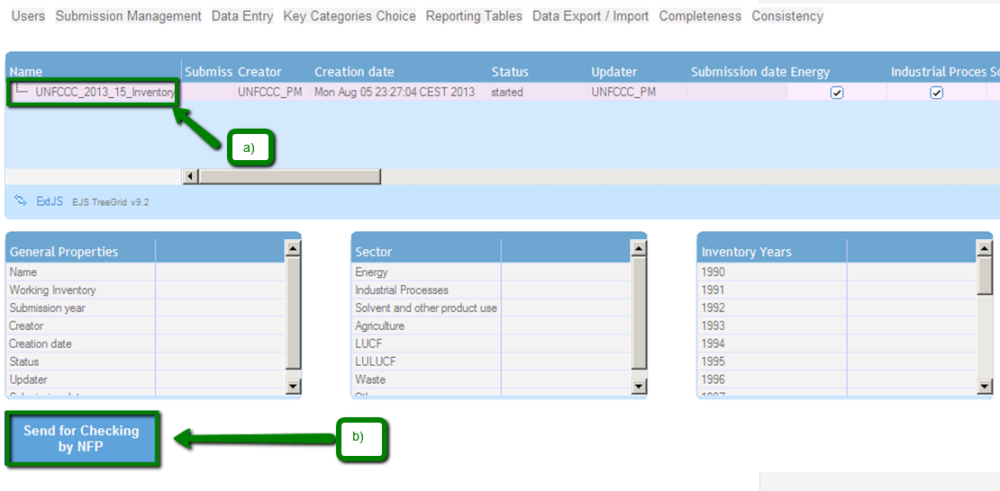 Users Submission Management Data Entry Key Categories Choice Reporting Tables Data Export / Import Completeness Consistency
Name Submiss Creator Creation date Status Updater Submission date Energy Industrial Proces So
UNFCCC_2013_15_Inventory UNFCCC_PM Mon Aug 05 23:27:04 CEST 2013 started UNFCCC_PM
a)
ExtJS EJS TreeGrid v9.2
General Properties Sector Inventory Years
Name Energy 1990
Working Inventory Industrial Processes 1991
Submission year Solvent and other product use 1992
Creator Agriculture 1993
Creation date LUCF 1994
Status LULUCF 1995
Updater Waste 1996
1997
Send for Checking
by NFP
b)